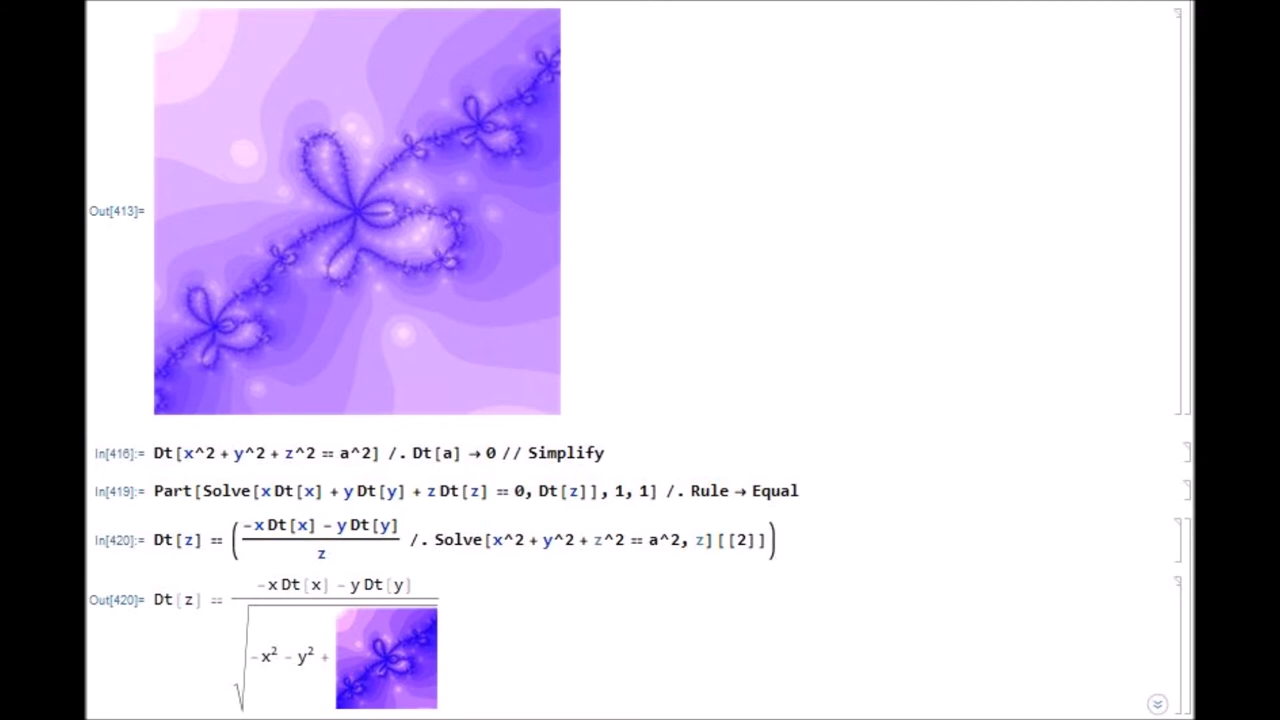 Out[413]=
In[416]:= Dt[x^2 + y^2 + z^2 == a^2] /. Dt[a] → 0 // Simplify
In[419]:= Part[Solve[x Dt[x] + y Dt[y] + z Dt[z] == 0, Dt[z]], 1, 1] /. Rule → Equal
In[420]:= Dt[z] == ((-x Dt[x] - y Dt[y])/z /. Solve[x^2 + y^2 + z^2 == a^2, z][[2]])
Out[420]= Dt[z] == (-x Dt[x] - y Dt[y])/√(-x² - y² +